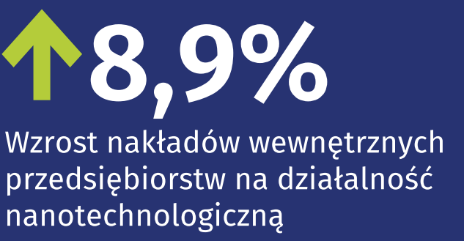 8,9%
Wzrost nakładów wewnętrznych
przedsiębiorstw na działalność
nanotechnologiczną